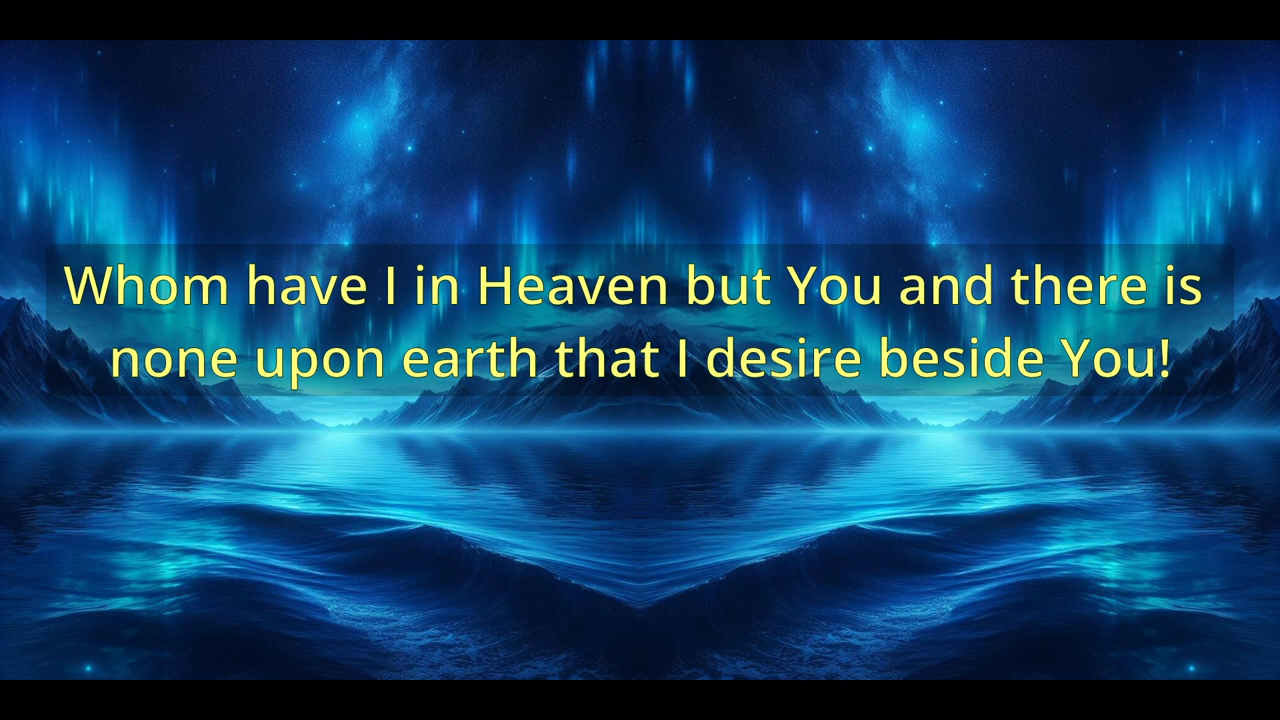 Whom have I in Heaven but You and there is
none upon earth that I desire beside You!